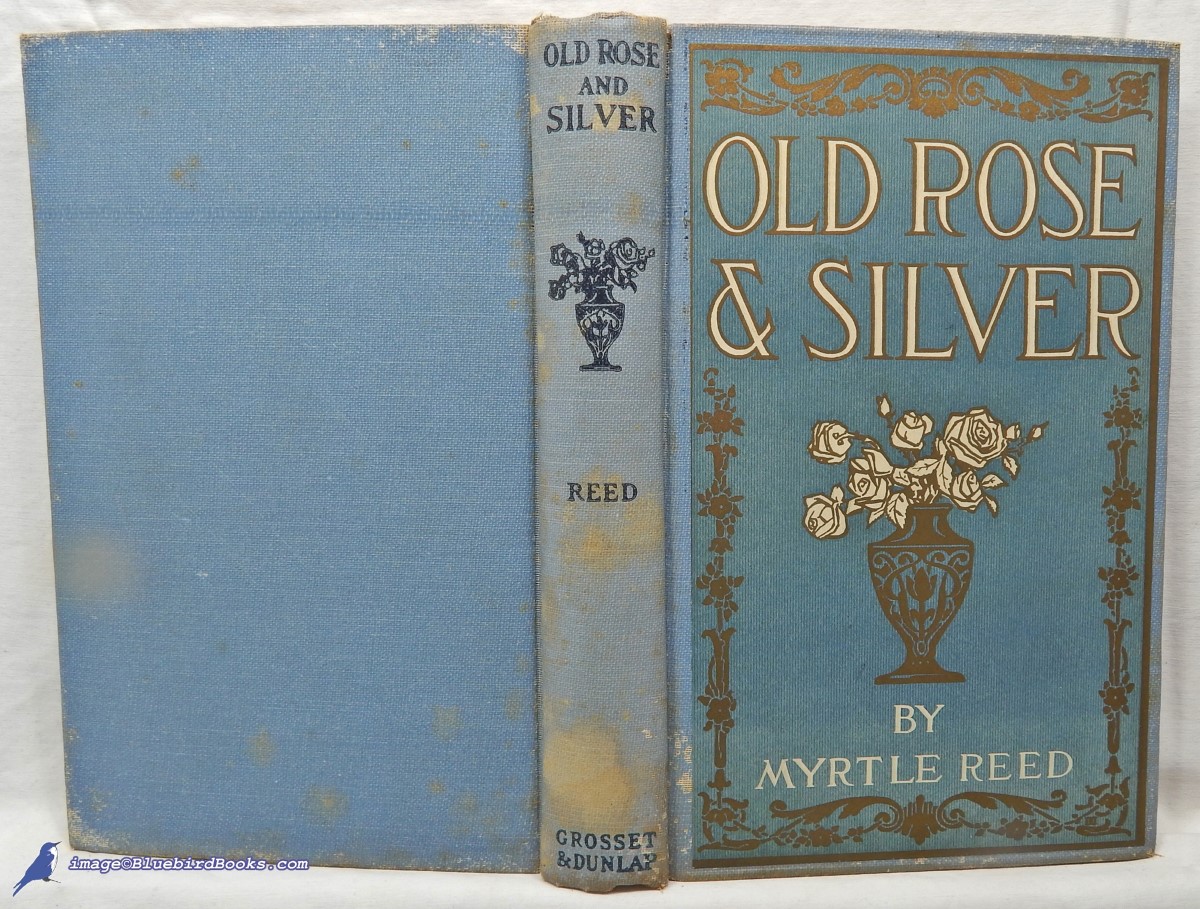 OLD ROSE
AND
SILVER
REED
GROSSET
& DUNLAP
OLD ROSE
& SILVER
BY
MYRTLE REED
image©BluebirdBooks.com